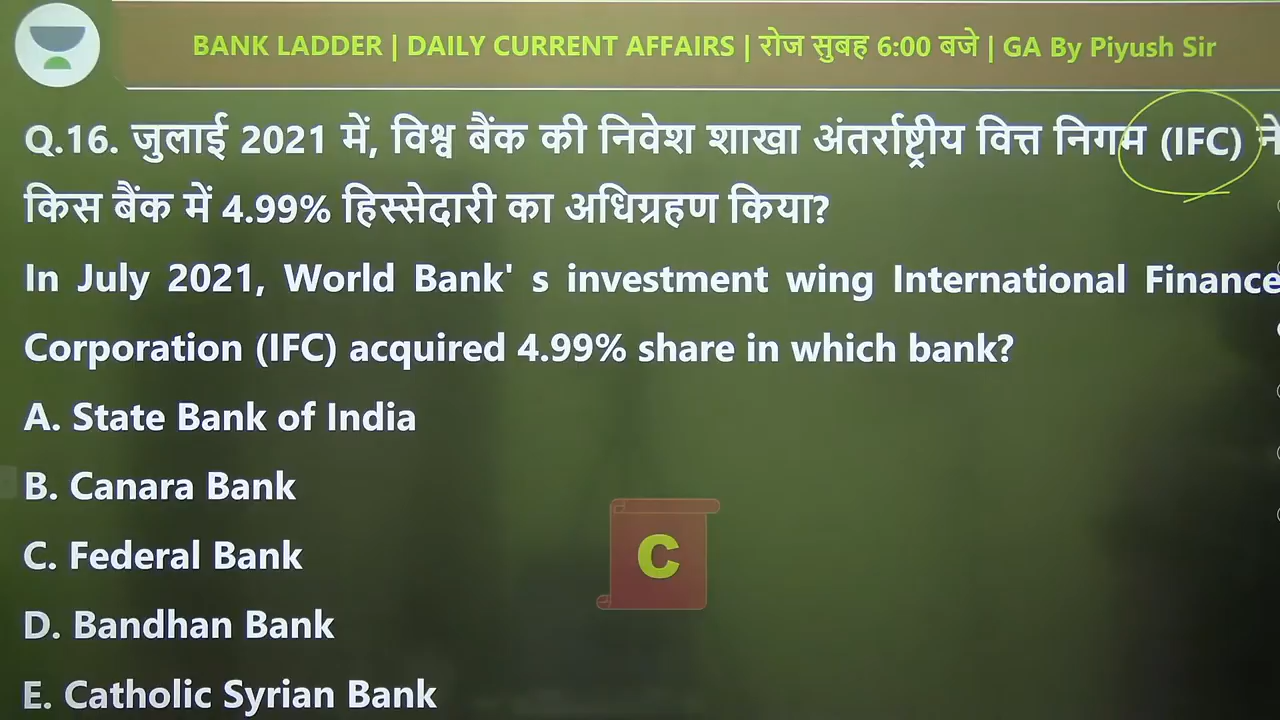 BANK LADDER | DAILY CURRENT AFFAIRS | रोज सुबह 6:00 बजे | GA By Piyush Sir
Q.16. जुलाई 2021 में, विश्व बैंक की निवेश शाखा अंतर्राष्ट्रीय वित्त निगम (IFC) ने
किस बैंक में 4.99% हिस्सेदारी का अधिग्रहण किया?
In July 2021, World Bank' s investment wing International Finance
Corporation (IFC) acquired 4.99% share in which bank?
A. State Bank of India
B. Canara Bank
C. Federal Bank
C
D. Bandhan Bank
E. Catholic Syrian Bank